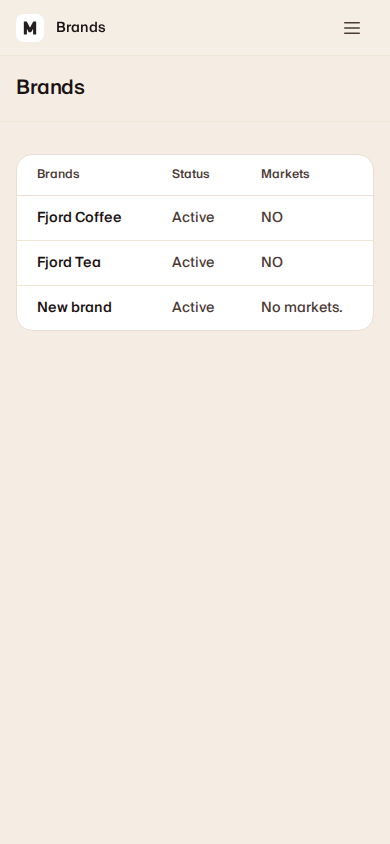 M Brands
Brands
Brands Status Markets
Fjord Coffee Active NO
Fjord Tea Active NO
New brand Active No markets.